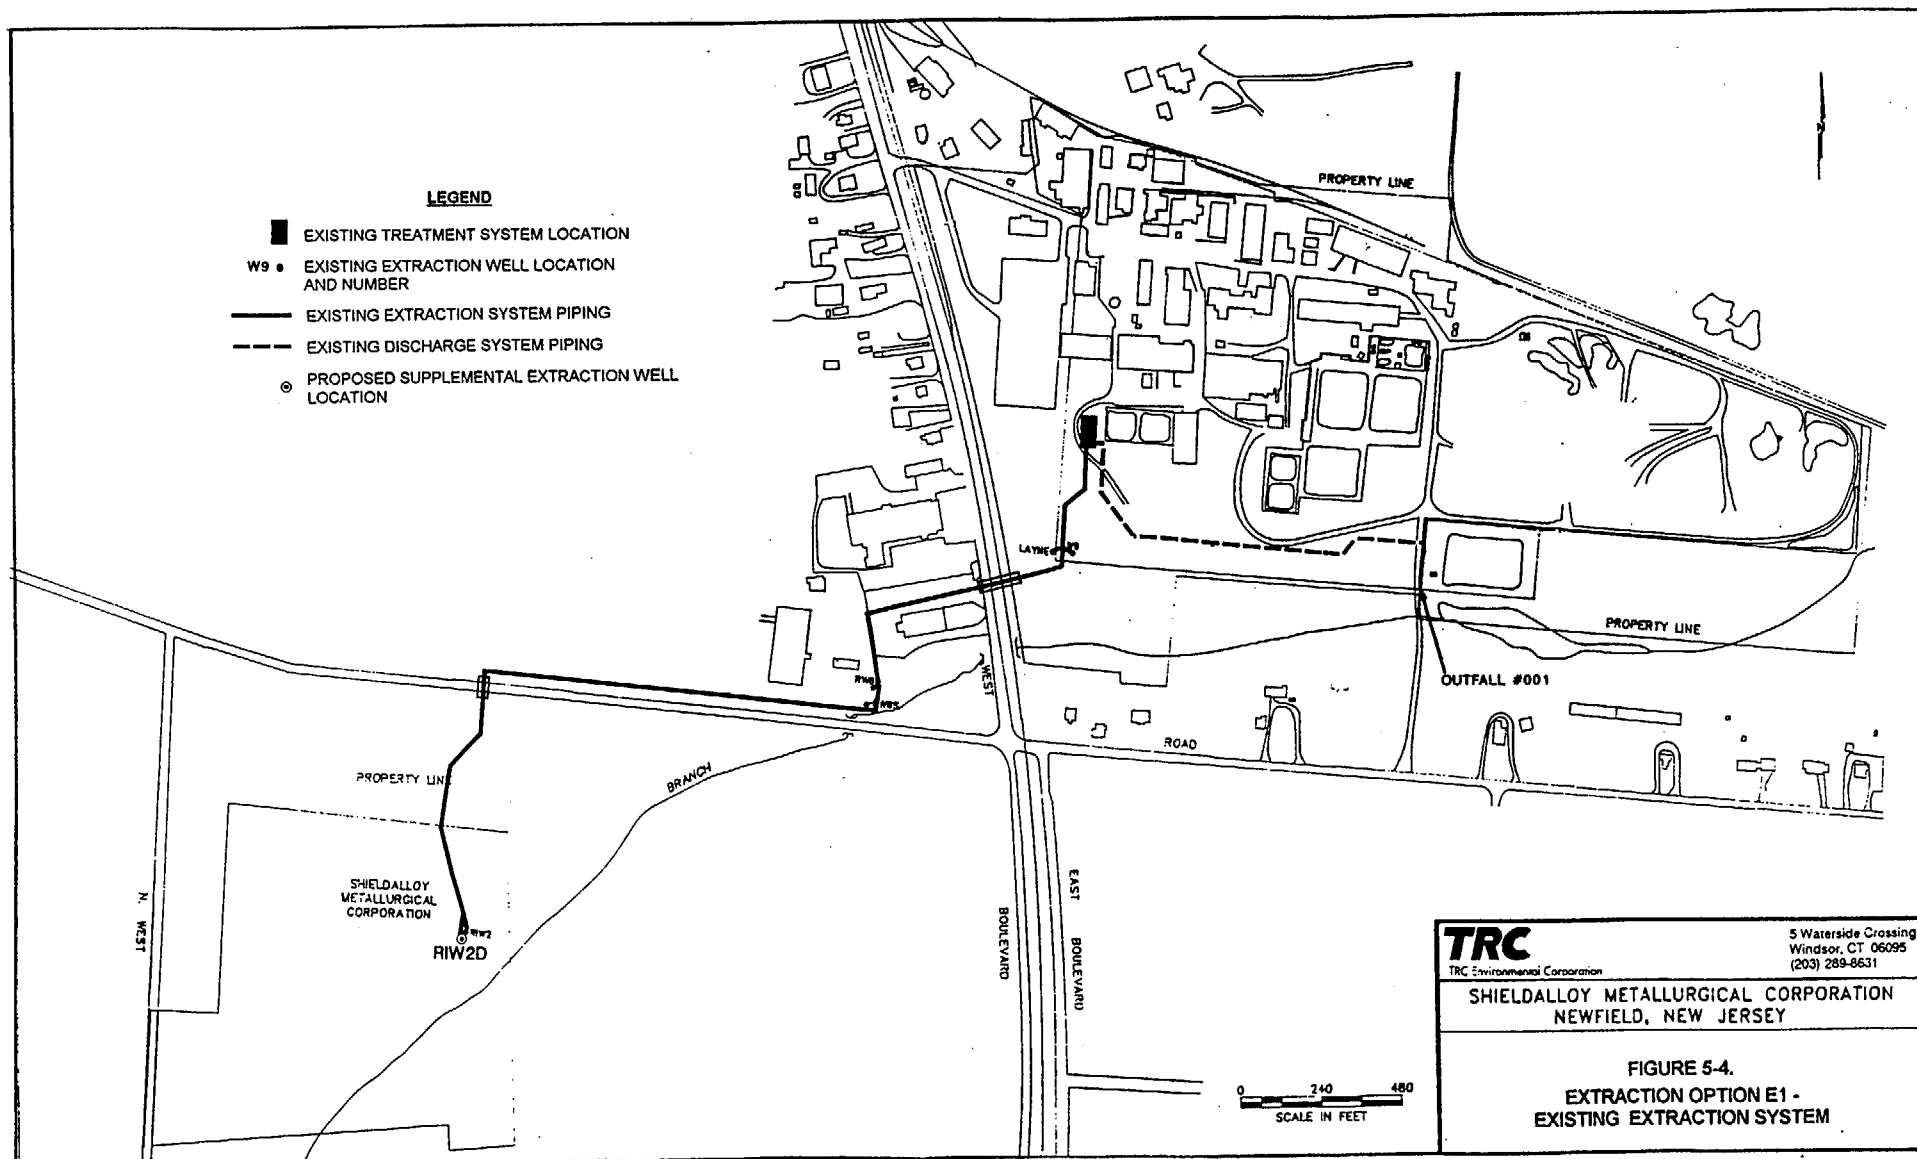 LEGEND
EXISTING TREATMENT SYSTEM LOCATION
W9 EXISTING EXTRACTION WELL LOCATION
AND NUMBER
EXISTING EXTRACTION SYSTEM PIPING
EXISTING DISCHARGE SYSTEM PIPING
PROPOSED SUPPLEMENTAL EXTRACTION WELL
LOCATION
PROPERTY LINE
N
LAYNE
W9
PROPERTY LINE
OUTFALL #001
WEST
ROAD
BRANCH
PROPERTY LINE
SHIELDALLOY
METALLURGICAL
CORPORATION
RIW2
RIW2D
N. WEST
BOULEVARD
EAST
BOULEVARD
0 240 480
SCALE IN FEET
TRC
TRC Environmental Corporation
5 Waterside Crossing
Windsor, CT 06095
(203) 289-8631
SHIELDALLOY METALLURGICAL CORPORATION
NEWFIELD, NEW JERSEY
FIGURE 5-4.
EXTRACTION OPTION E1 -
EXISTING EXTRACTION SYSTEM